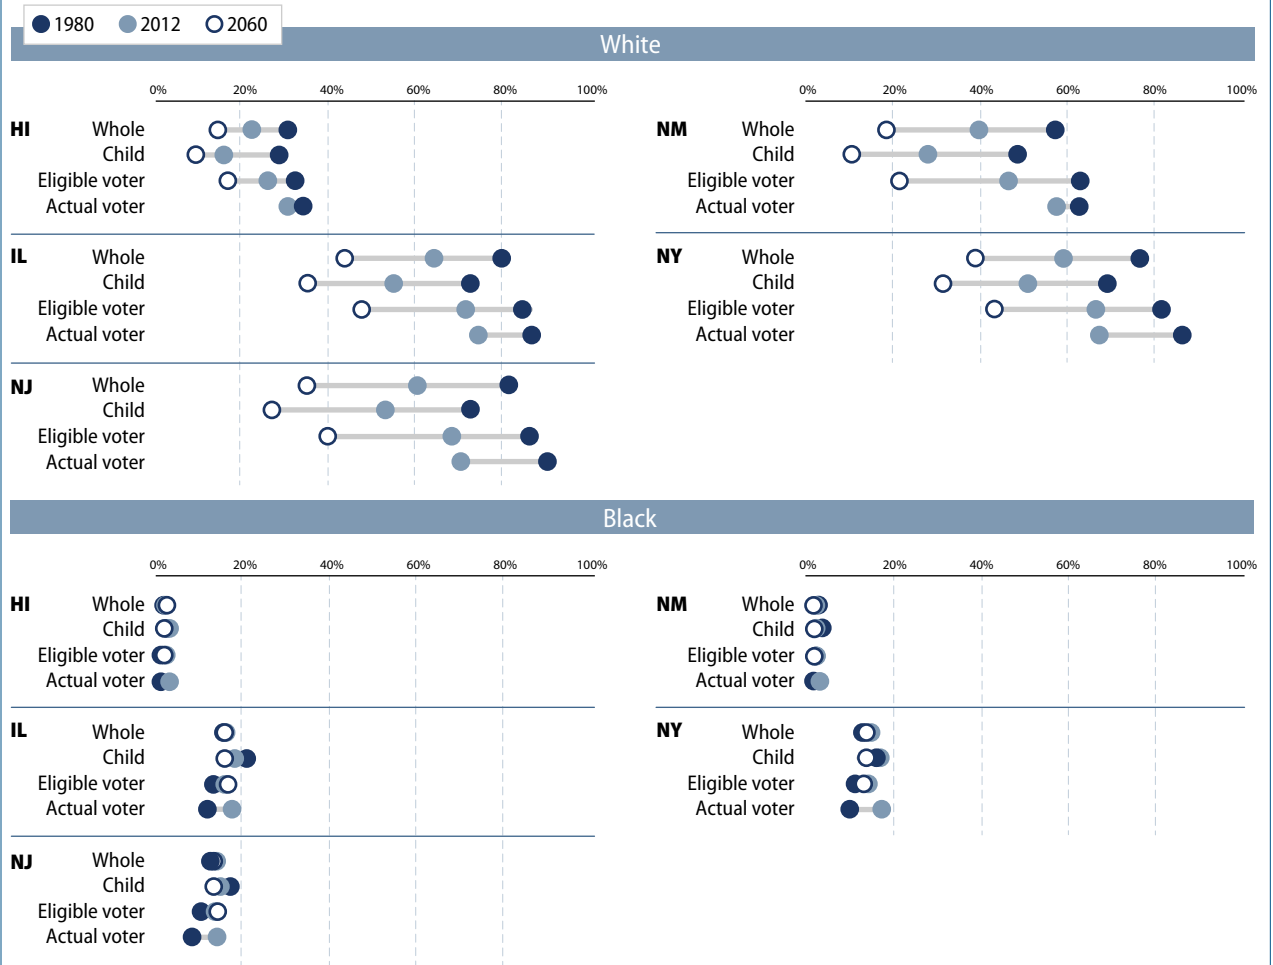 1980 2012 2060
White
0% 20% 40% 60% 80% 100%
HI Whole
Child
Eligible voter
Actual voter
IL Whole
Child
Eligible voter
Actual voter
NJ Whole
Child
Eligible voter
Actual voter
0% 20% 40% 60% 80% 100%
NM Whole
Child
Eligible voter
Actual voter
NY Whole
Child
Eligible voter
Actual voter
Black
0% 20% 40% 60% 80% 100%
HI Whole
Child
Eligible voter
Actual voter
IL Whole
Child
Eligible voter
Actual voter
NJ Whole
Child
Eligible voter
Actual voter
0% 20% 40% 60% 80% 100%
NM Whole
Child
Eligible voter
Actual voter
NY Whole
Child
Eligible voter
Actual voter